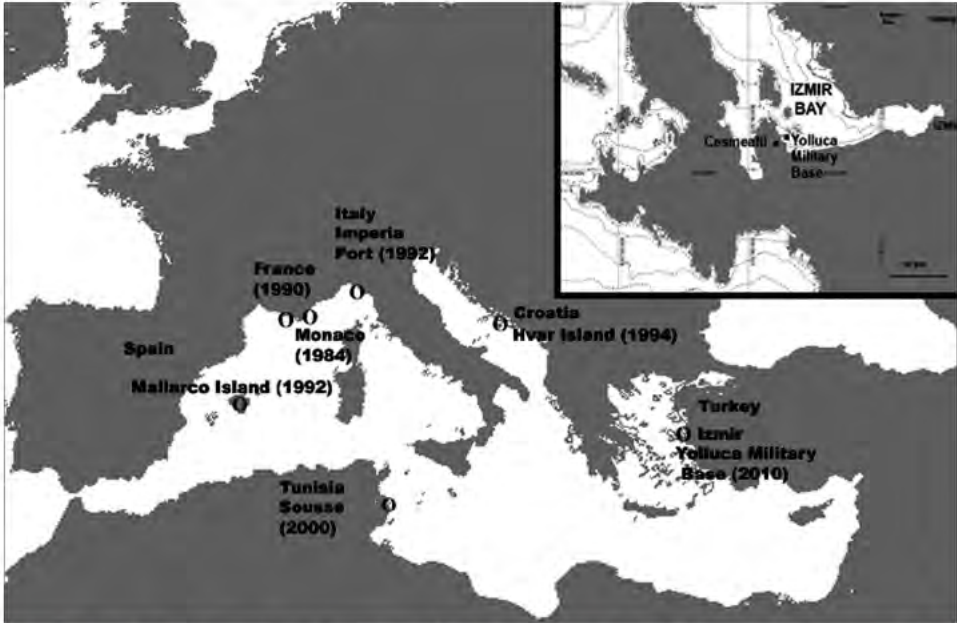 IZMIR
BAY
Yolluca
Military
Base
Italy
Imperia
Port (1992)
France
(1990)
Monaco
(1984)
Croatia
Hvar Island (1994)
Spain
Mallarco Island (1992)
Turkey
Izmir
Yolluca Military
Base (2010)
Tunisia
Sousse
(2000)